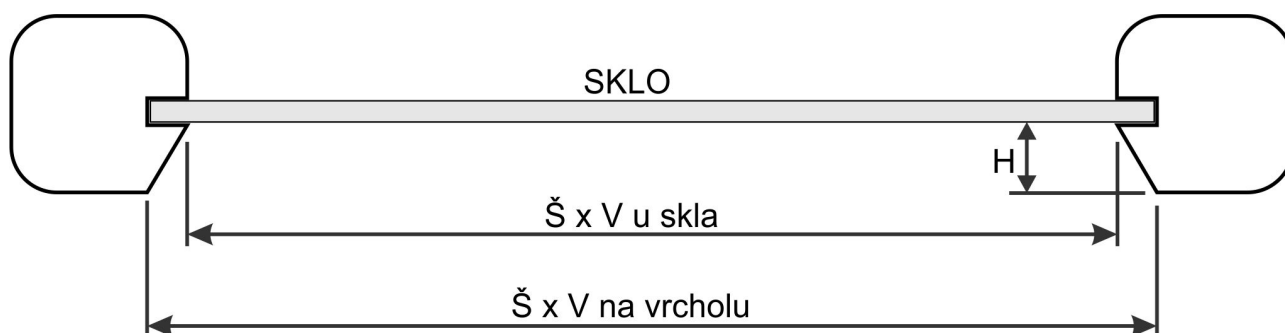 SKLO
H
Š x V u skla
Š x V na vrcholu